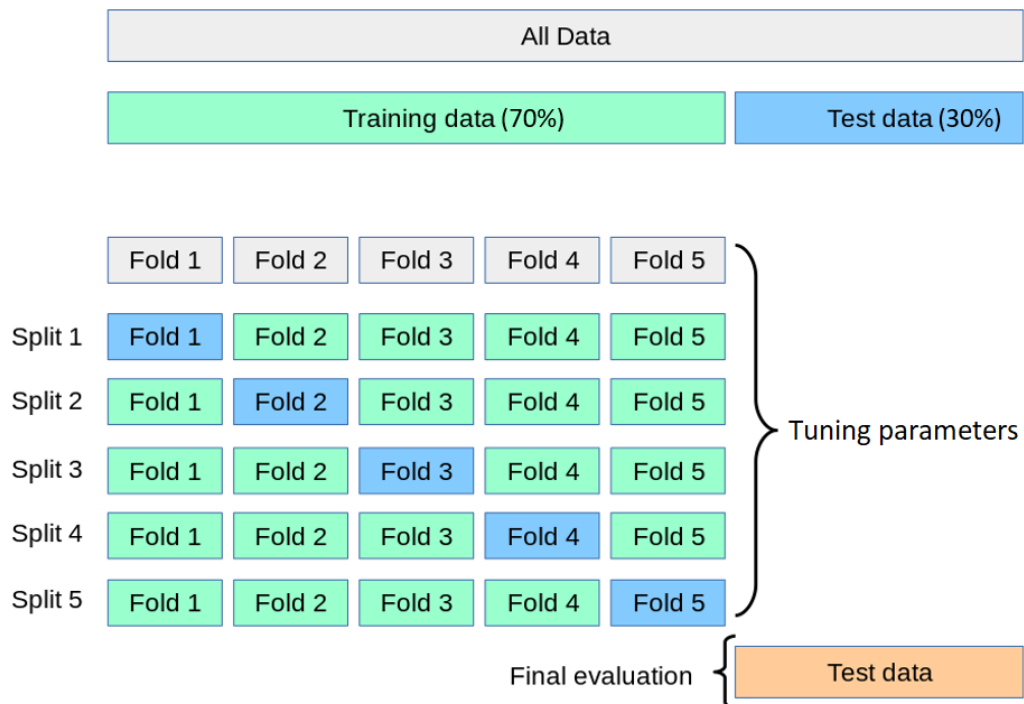 All Data
Training data (70%) Test data (30%)
Fold 1 Fold 2 Fold 3 Fold 4 Fold 5
Split 1 Fold 1 Fold 2 Fold 3 Fold 4 Fold 5
Split 2 Fold 1 Fold 2 Fold 3 Fold 4 Fold 5
Tuning parameters
Split 3 Fold 1 Fold 2 Fold 3 Fold 4 Fold 5
Split 4 Fold 1 Fold 2 Fold 3 Fold 4 Fold 5
Split 5 Fold 1 Fold 2 Fold 3 Fold 4 Fold 5
Final evaluation Test data